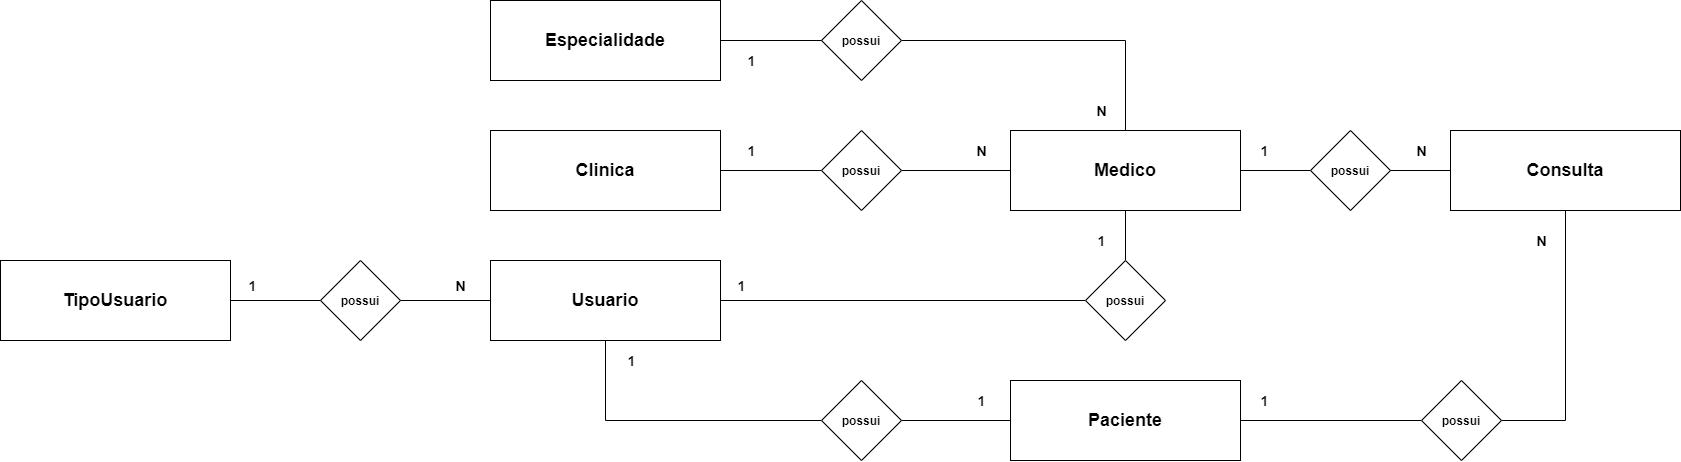 Especialidade
possui
1
N
Clinica
1
possui
N
Medico
1
possui
N
Consulta
1
N
TipoUsuario
1
possui
N
Usuario
1
possui
1
possui
1
Paciente
1
possui